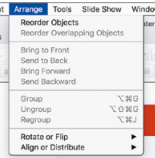 Arrange Tools Slide Show Window
Reorder Objects
Reorder Overlapping Objects
Bring to Front
Send to Back
Bring Forward
Send Backward
Group ⌥⌘G
Ungroup ⌥⇧⌘G
Regroup ⌥⌘J
Rotate or Flip
Align or Distribute